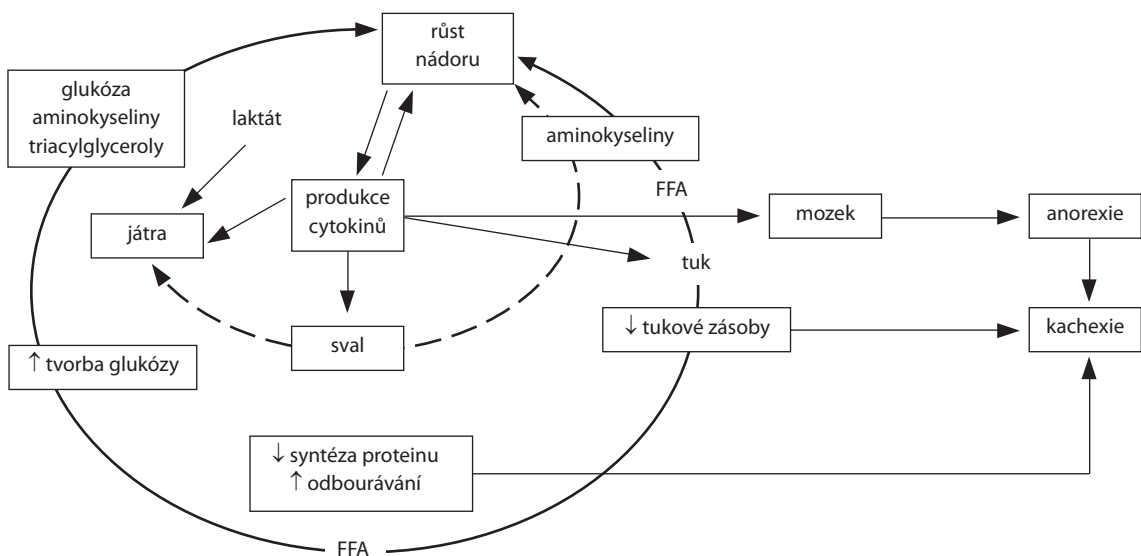 růst
nádoru
glukóza
aminokyseliny
triacylglyceroly
laktát
aminokyseliny
FFA
produkce
cytokinů
mozek
anorexie
játra
tuk
↓ tukové zásoby
kachexie
sval
↑ tvorba glukózy
↓ syntéza proteinu
↑ odbourávání
FFA